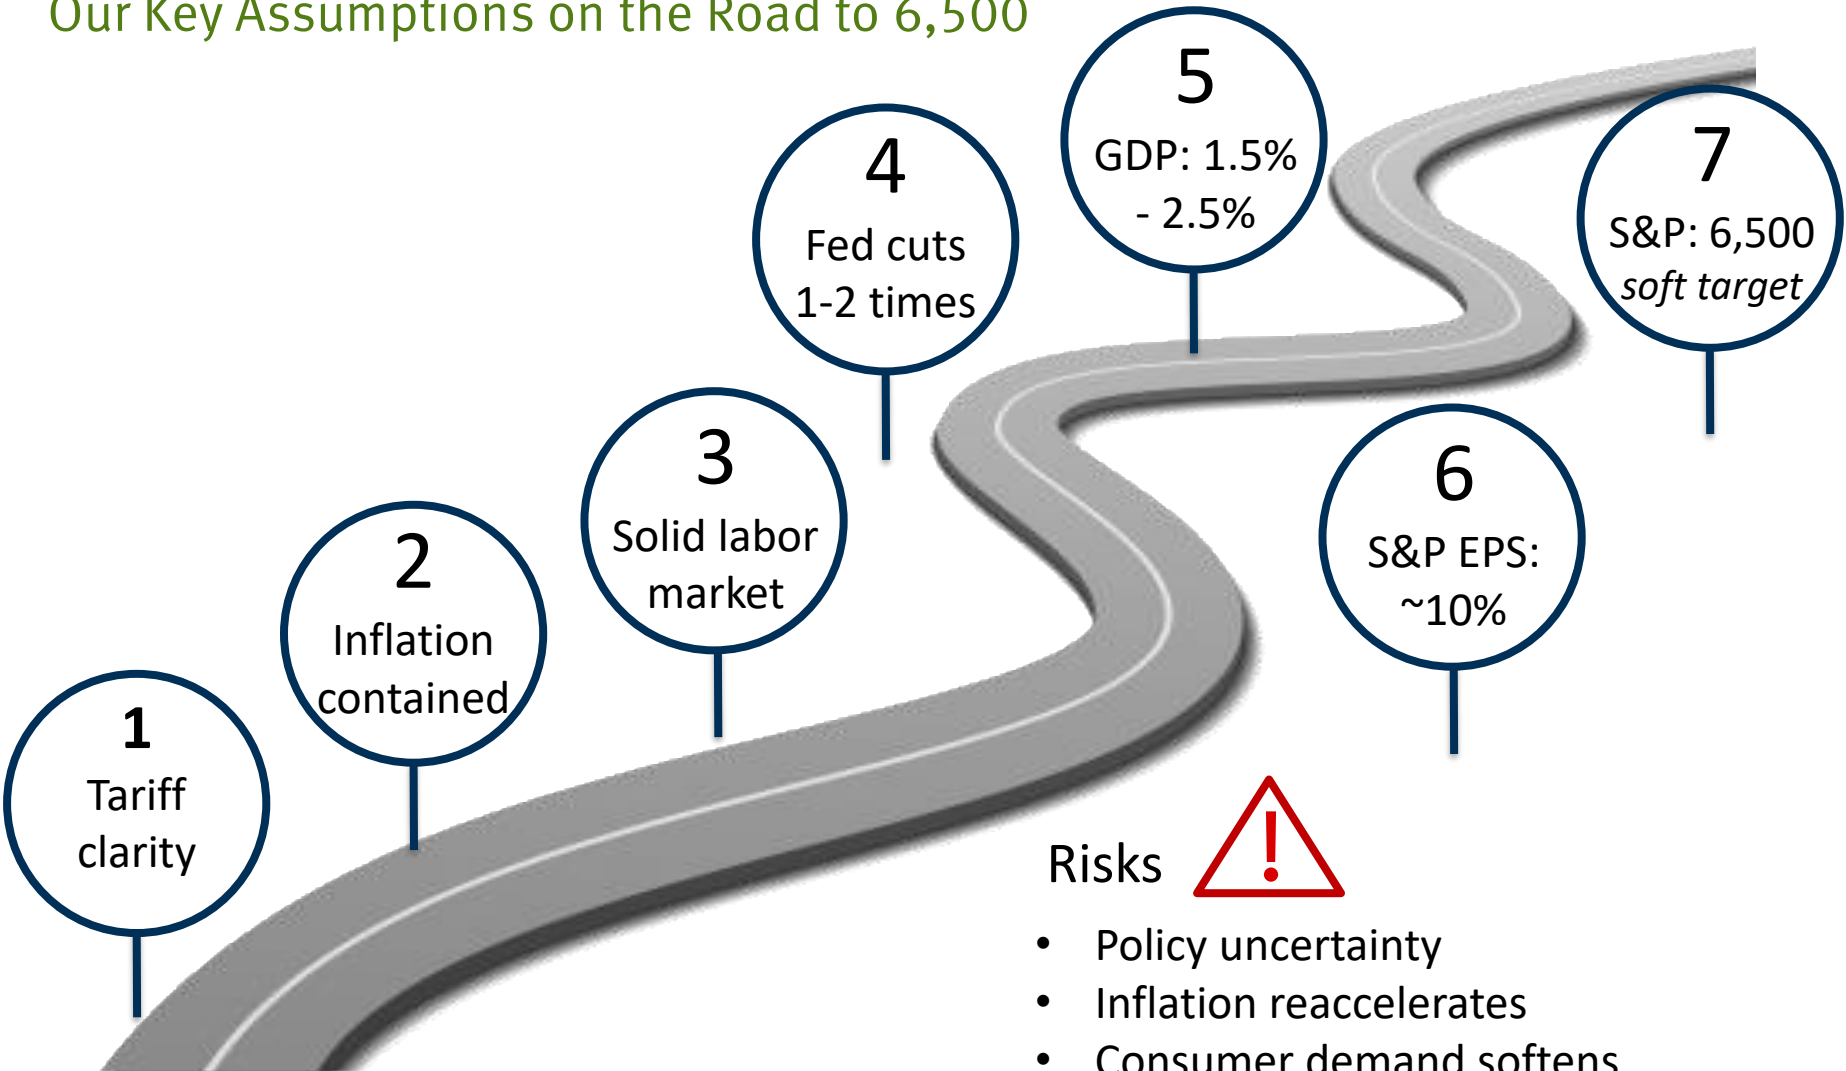 Our Key Assumptions on the Road to 6,500
1
Tariff
clarity
2
Inflation
contained
3
Solid labor
market
4
Fed cuts
1-2 times
5
GDP: 1.5%
- 2.5%
6
S&P EPS:
~10%
7
S&P: 6,500
soft target
Risks
!
• Policy uncertainty
• Inflation reaccelerates
• Consumer demand softens